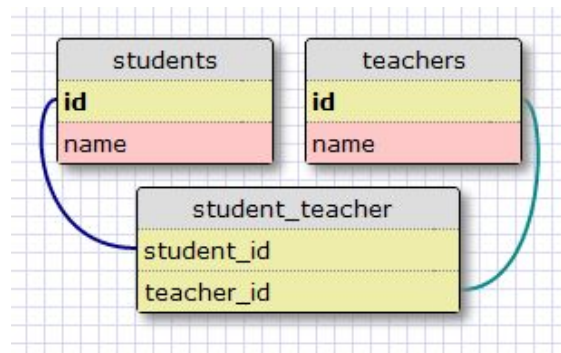 students
id
name
teachers
id
name
student_teacher
student_id
teacher_id